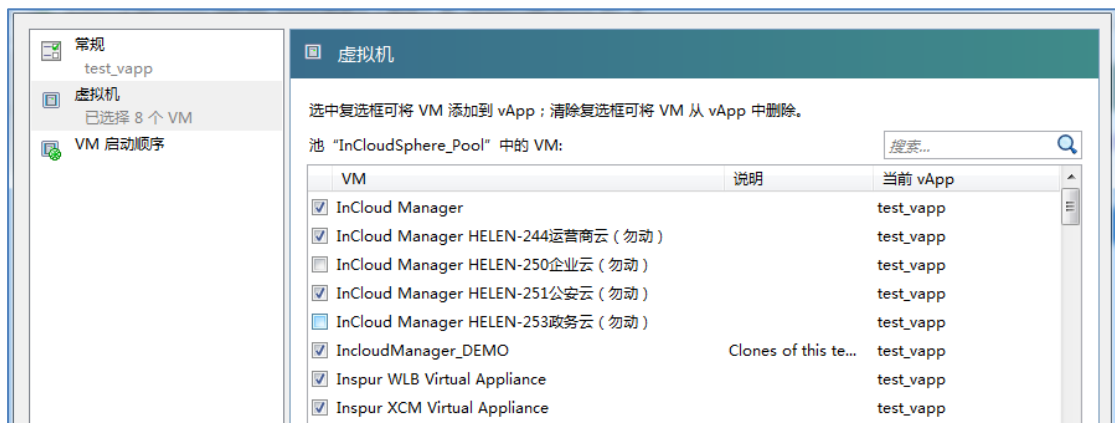 常规
test_vapp
虚拟机
已选择 8 个 VM
VM 启动顺序
虚拟机
选中复选框可将 VM 添加到 vApp；清除复选框可将 VM 从 vApp 中删除。
池“InCloudSphere_Pool”中的 VM:
搜索...
VM 说明 当前 vApp
InCloud Manager test_vapp
InCloud Manager HELEN-244运营商云（勿动） test_vapp
InCloud Manager HELEN-250企业云（勿动） test_vapp
InCloud Manager HELEN-251公安云（勿动） test_vapp
InCloud Manager HELEN-253政务云（勿动） test_vapp
IncloudManager_DEMO Clones of this te... test_vapp
Inspur WLB Virtual Appliance test_vapp
Inspur XCM Virtual Appliance test_vapp